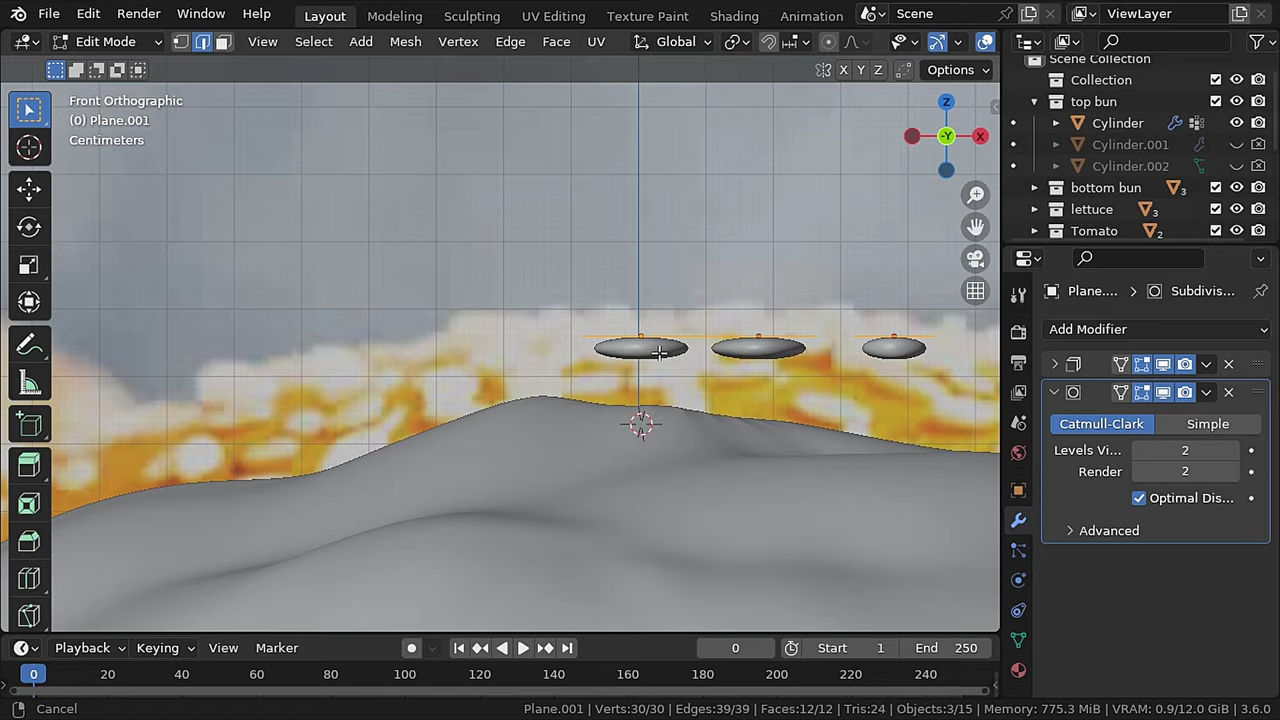 File Edit Render Window Help Layout Modeling Sculpting UV Editing Texture Paint Shading Animation Scene ViewLayer
Edit Mode View Select Add Mesh Vertex Edge Face UV Global
X Y Z Options
Front Orthographic
(0) Plane.001
Centimeters
Z
-Y
X
Scene Collection
Collection
top bun
Cylinder
Cylinder.001
Cylinder.002
bottom bun 3
lettuce 3
Tomato 2
Plane.... Subdivis...
Add Modifier
Catmull-Clark Simple
Levels Vi... 2
Render 2
Optimal Dis...
Advanced
Playback Keying View Marker 0 Start 1 End 250
0 20 40 60 80 100 120 140 160 180 200 220 240
Cancel Plane.001 | Verts:30/30 | Edges:39/39 | Faces:12/12 | Tris:24 | Objects:3/15 | Memory: 775.3 MiB | VRAM: 0.9/12.0 GiB | 3.6.0